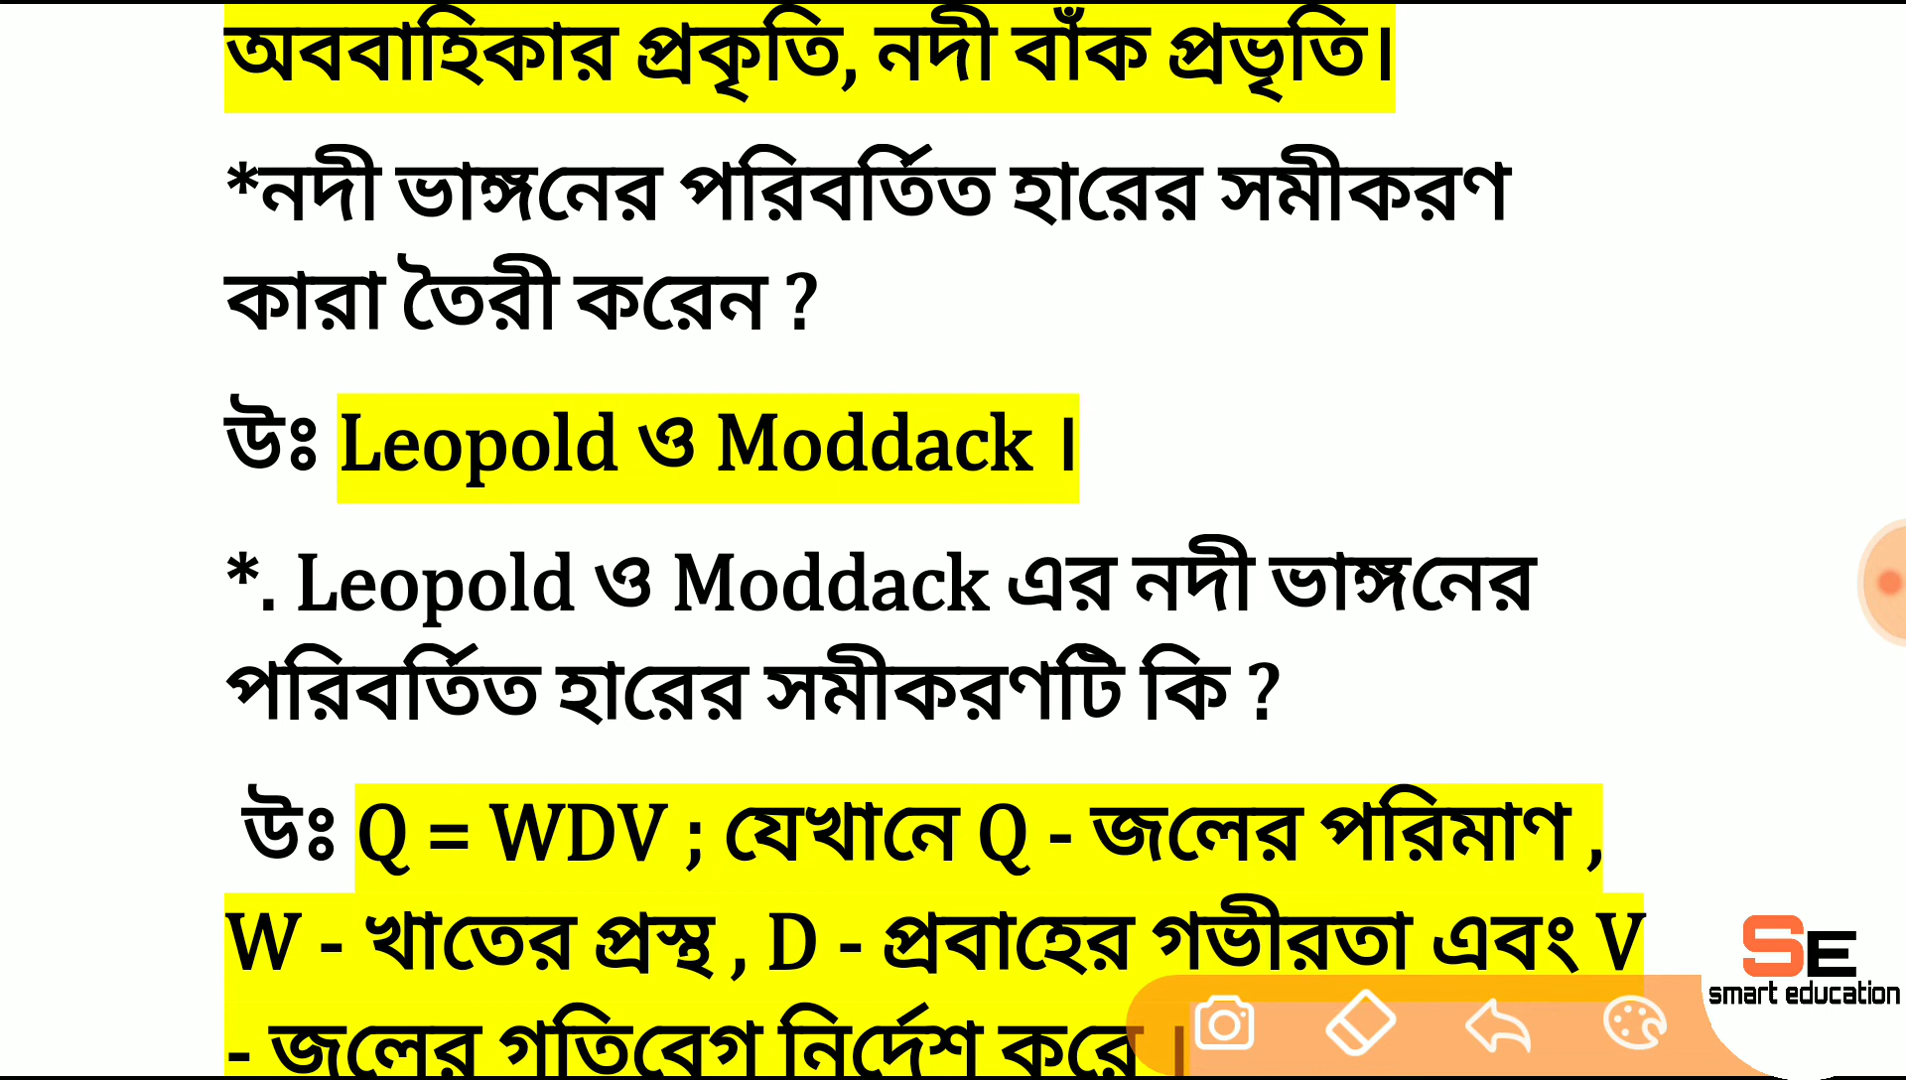 অববাহিকার প্রকৃতি, নদী বাঁক প্রভৃতি।
*নদী ভাঙ্গনের পরিবর্তিত হারের সমীকরণ
কারা তৈরী করেন ?
উঃ Leopold ও Moddack ।
*. Leopold ও Moddack এর নদী ভাঙ্গনের
পরিবর্তিত হারের সমীকরণটি কি ?
উঃ Q = WDV ; যেখানে Q - জলের পরিমাণ ,
W - খাতের প্রস্থ , D - প্রবাহের গভীরতা এবং V
- জলের গতিবেগ নির্দেশ করে ।
SE
smart education